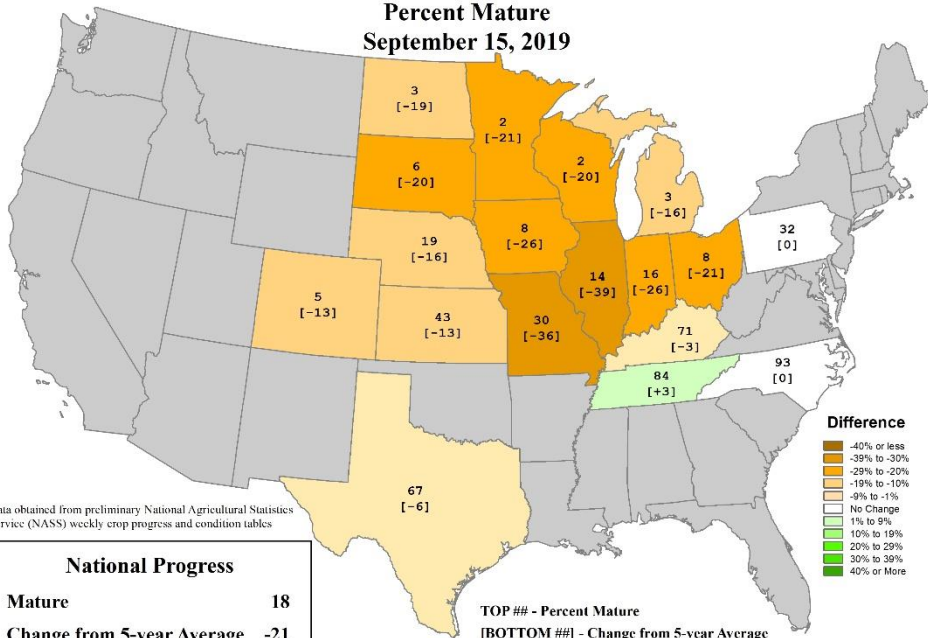 Percent Mature
September 15, 2019
3
[-19]
2
[-21]
6
[-20]
2
[-20]
3
[-16]
32
[0]
19
[-16]
8
[-26]
14
[-39]
16
[-26]
8
[-21]
5
[-13]
43
[-13]
30
[-36]
71
[-3]
84
[+3]
93
[0]
67
[-6]
Difference
-40% or less
-39% to -30%
-29% to -20%
-19% to -10%
-9% to -1%
No Change
1% to 9%
10% to 19%
20% to 29%
30% to 39%
40% or More
ata obtained from preliminary National Agricultural Statistics
ervice (NASS) weekly crop progress and condition tables
National Progress
Mature 18
Change from 5-year Average -21
TOP ## - Percent Mature
[BOTTOM ##] - Change from 5-year Average